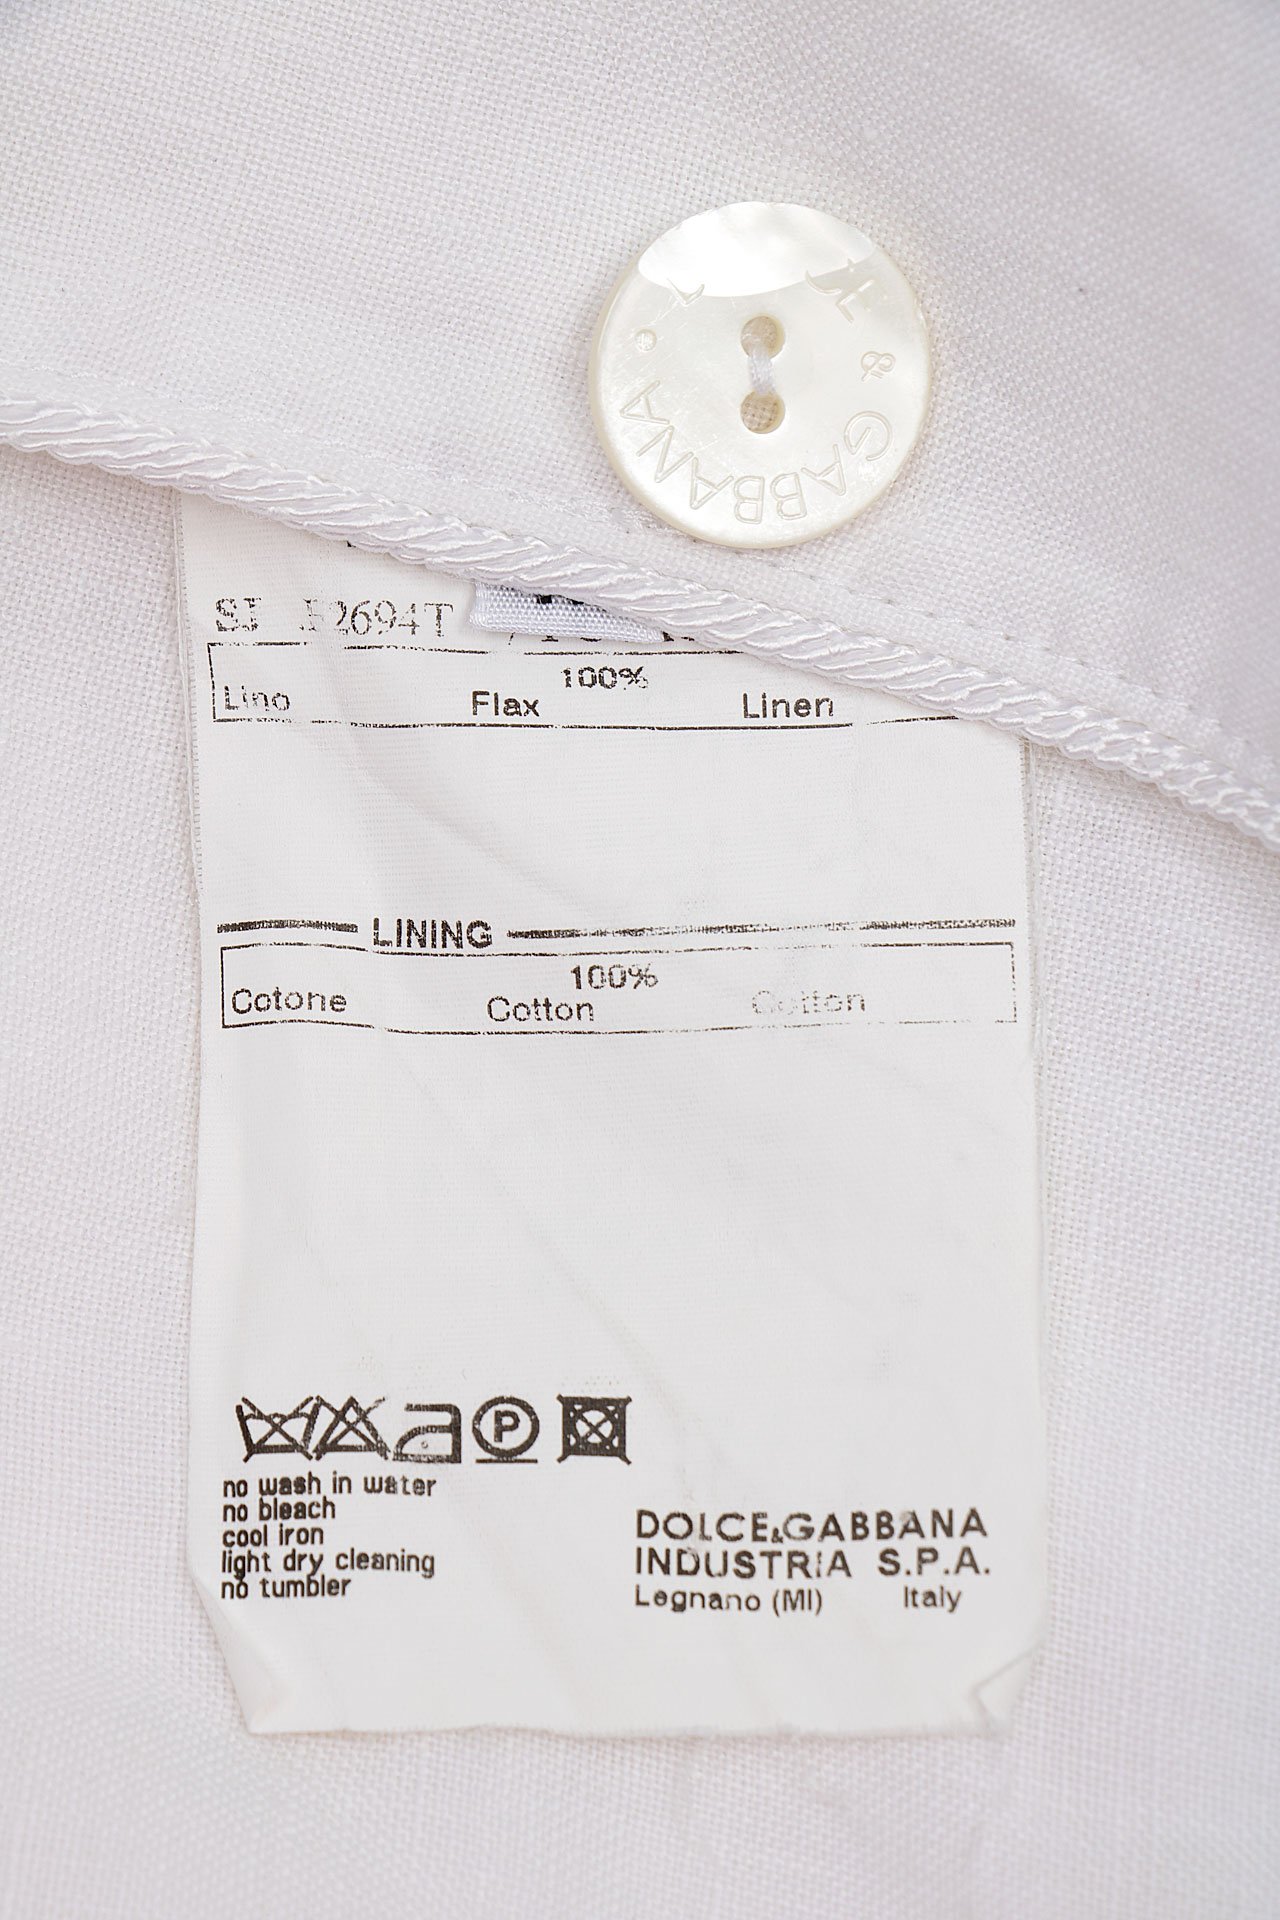 & GABBANA
SJ F2694T
100%
Lino Flax Linen
LINING
100%
Cotone Cotton Cotton
P
no wash in water
no bleach
cool iron
light dry cleaning
no tumbler
DOLCE&GABBANA
INDUSTRIA S.P.A.
Legnano (MI) Italy